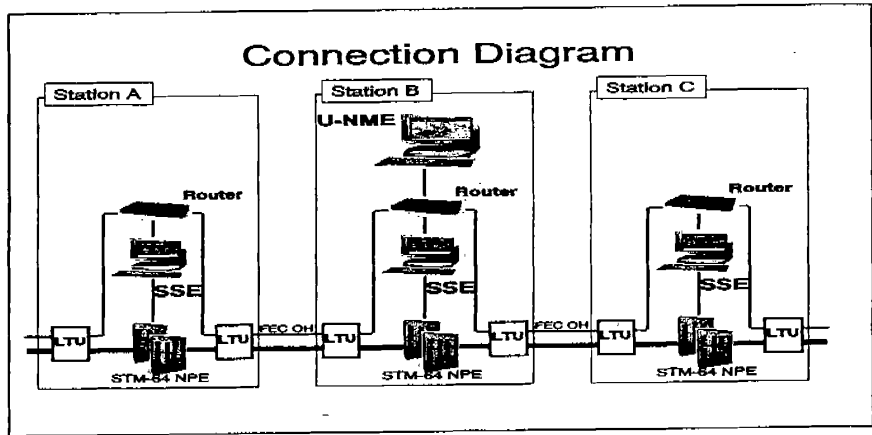 Connection Diagram
Station A
Station B
Station C
U-NME
Router
Router
Router
SSE
SSE
SSE
LTU
LTU
FEC OH
LTU
LTU
FEC OH
LTU
LTU
STM-64 NPE
STM-64 NPE
STM-64 NPE